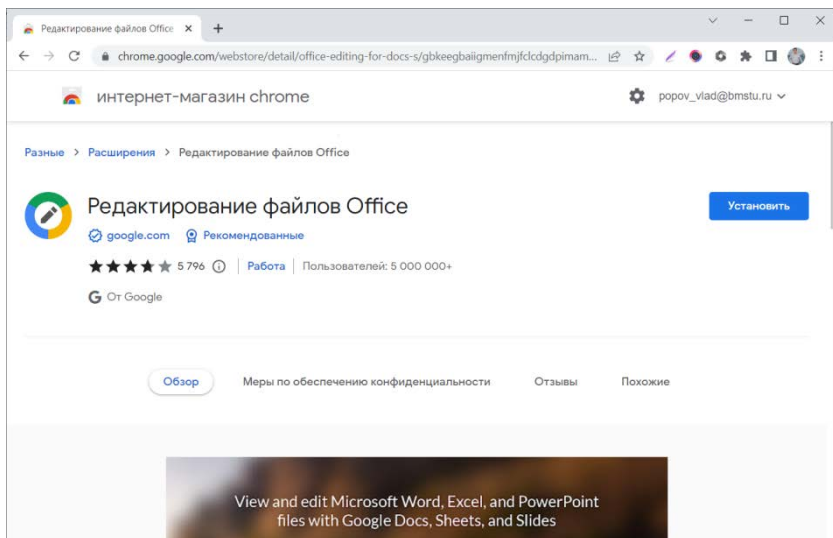 Редактирование файлов Office
chrome.google.com/webstore/detail/office-editing-for-docs-s/gbkeegbaiigmenfmjfclcdgdpimam...
интернет-магазин chrome
popov_vlad@bmstu.ru
Разные > Расширения > Редактирование файлов Office
Редактирование файлов Office
Установить
google.com Рекомендованные
5 796 Работа Пользователей: 5 000 000+
От Google
Обзор Меры по обеспечению конфиденциальности Отзывы Похожие
View and edit Microsoft Word, Excel, and PowerPoint
files with Google Docs, Sheets, and Slides